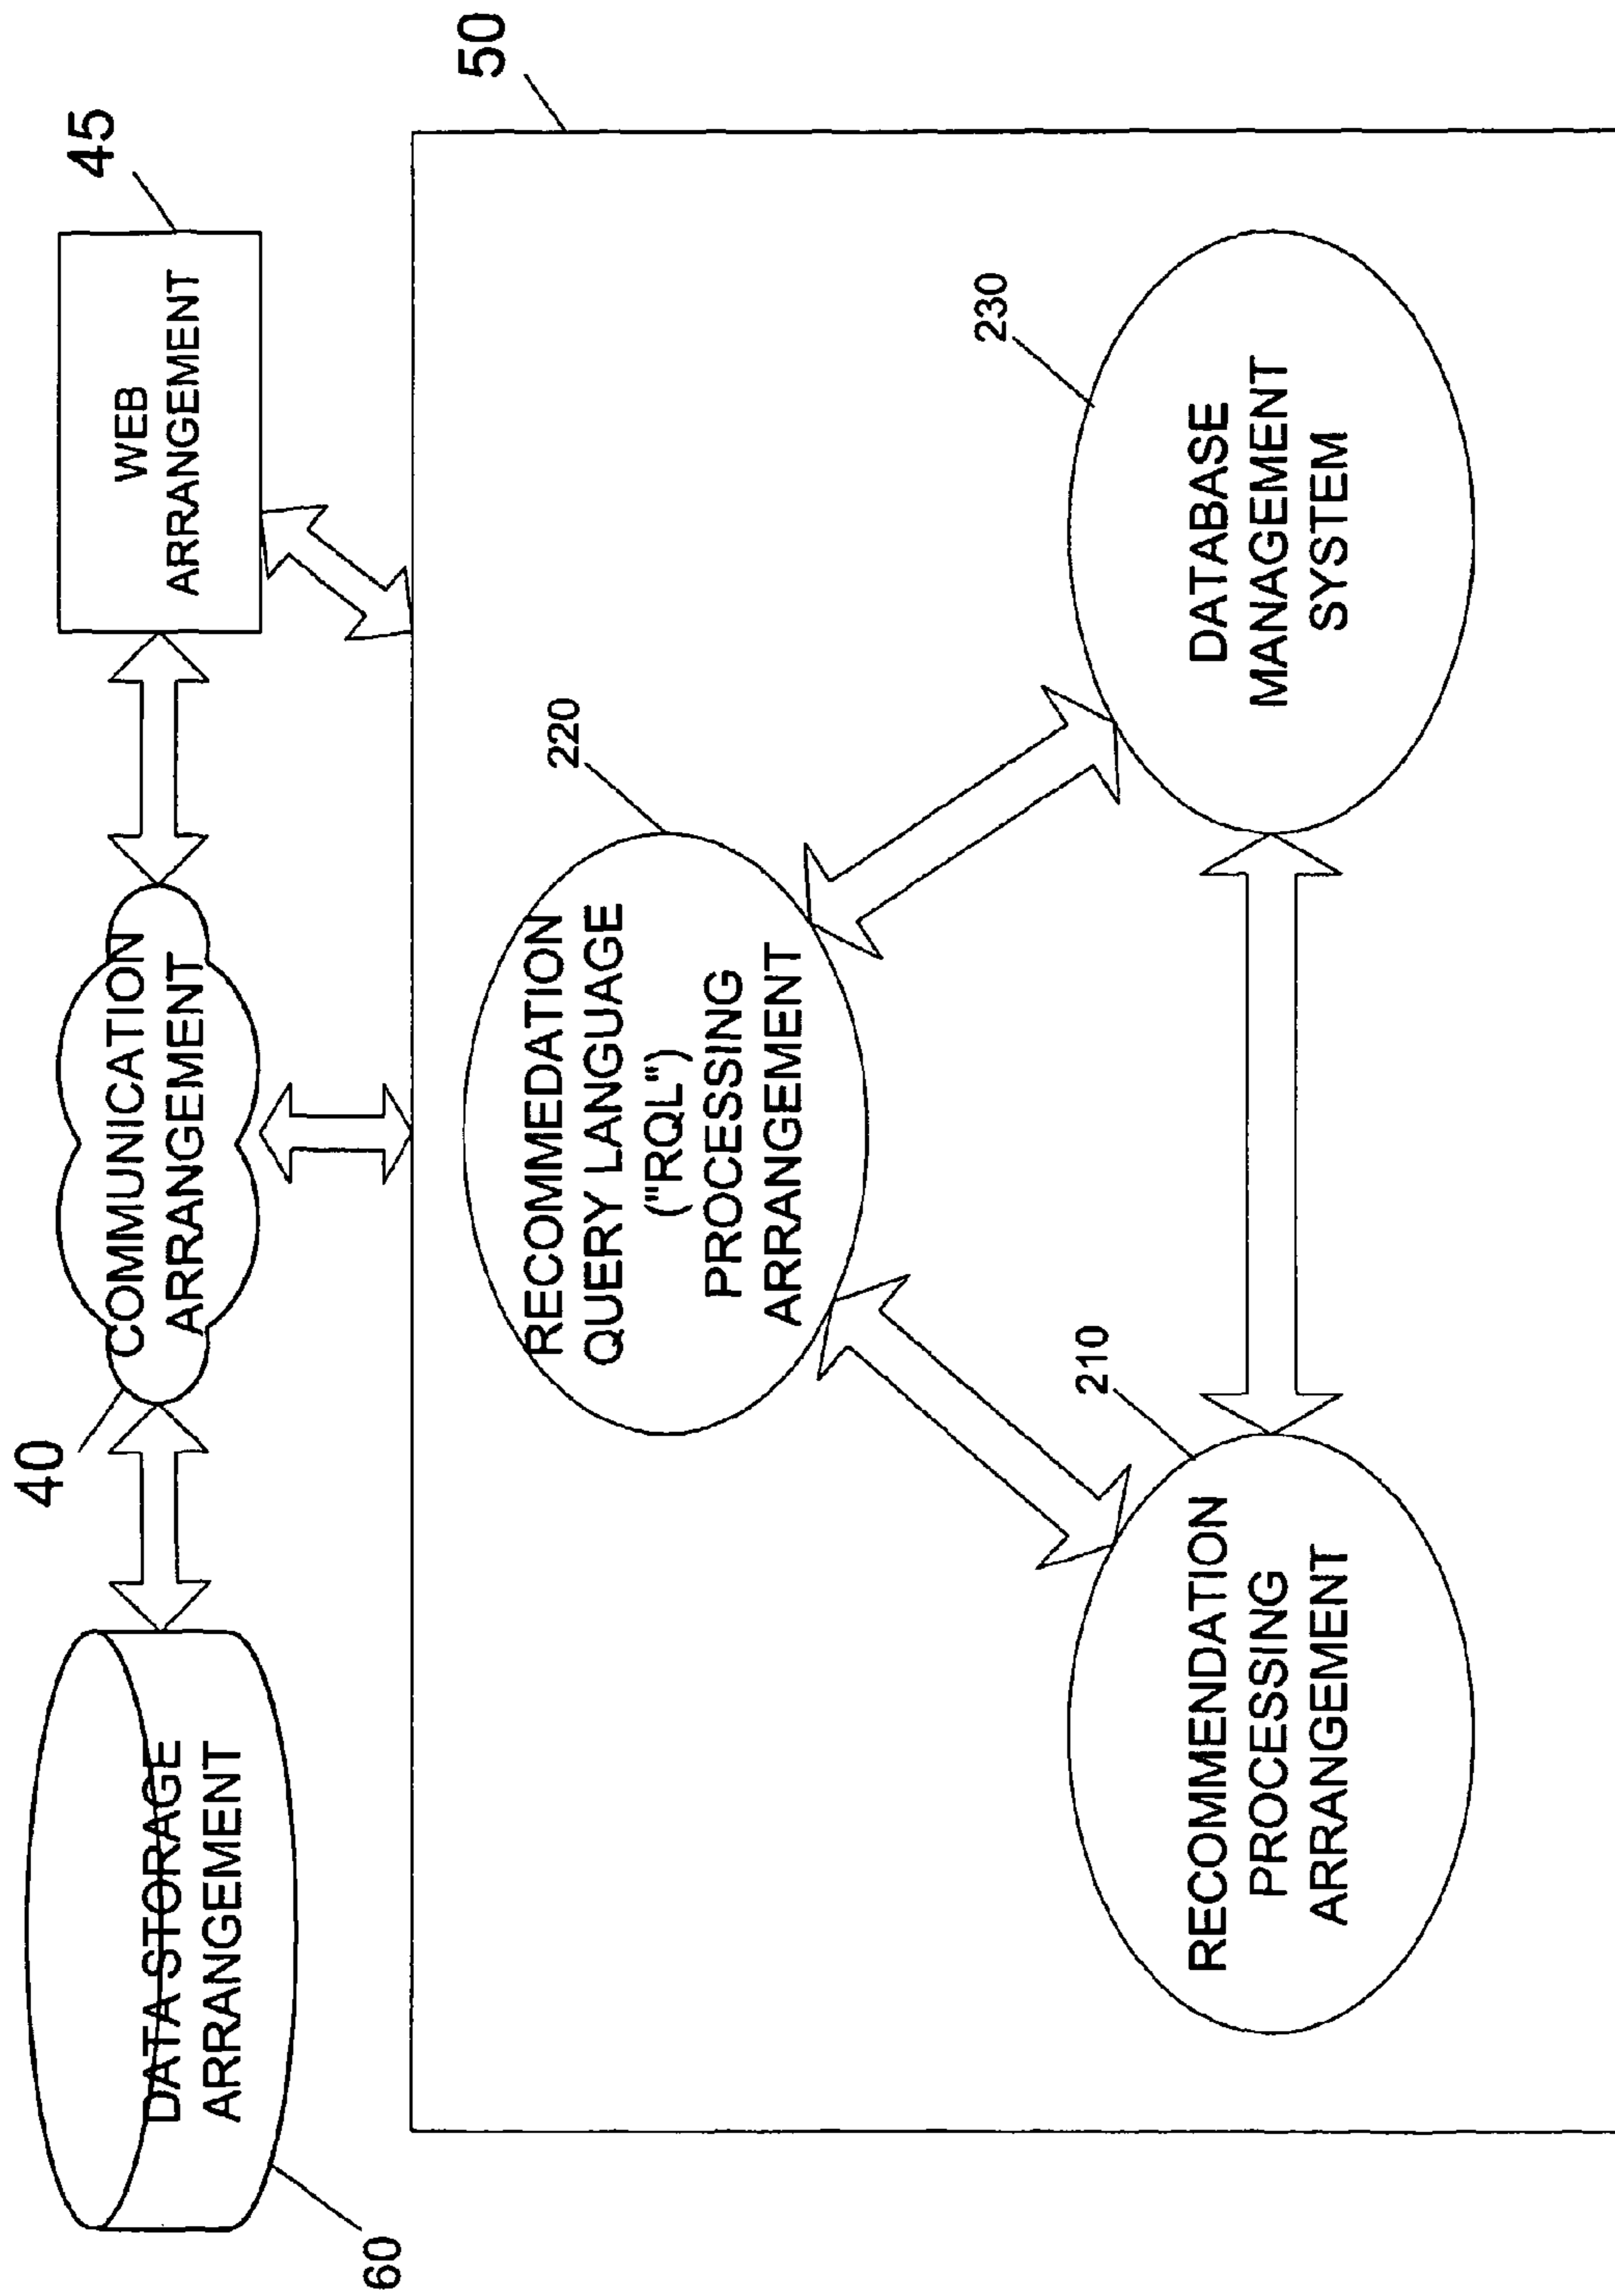 60
DATA STORAGE
ARRANGEMENT
40
COMMUNICATION
ARRANGEMENT
WEB
ARRANGEMENT
45
50
RECOMMEDATION
QUERY LANGUAGE
("RQL")
PROCESSING
ARRANGEMENT
220
RECOMMENDATION
PROCESSING
ARRANGEMENT
210
DATABASE
MANAGEMENT
SYSTEM
230